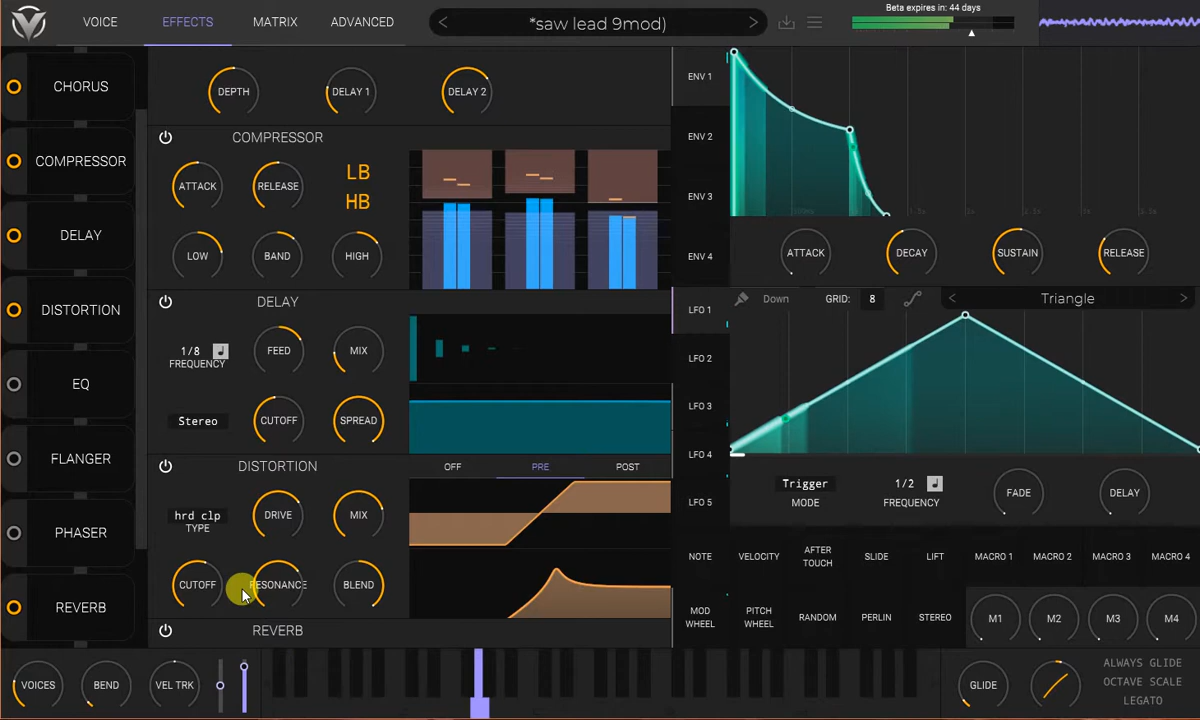 VOICE
EFFECTS
MATRIX
ADVANCED
*saw lead 9mod)
Beta expires in: 44 days
CHORUS
COMPRESSOR
DELAY
DISTORTION
EQ
FLANGER
PHASER
REVERB
DEPTH
DELAY 1
DELAY 2
COMPRESSOR
ATTACK
RELEASE
LB
HB
LOW
BAND
HIGH
DELAY
1/8
FREQUENCY
FEED
MIX
Stereo
CUTOFF
SPREAD
DISTORTION
OFF
PRE
POST
hrd clp
TYPE
DRIVE
MIX
CUTOFF
RESONANCE
BLEND
REVERB
ENV 1
ENV 2
ENV 3
ENV 4
ATTACK
DECAY
SUSTAIN
RELEASE
LFO 1
LFO 2
LFO 3
LFO 4
LFO 5
Down
GRID:
8
Triangle
Trigger
MODE
1/2
FREQUENCY
FADE
DELAY
NOTE
VELOCITY
AFTER
TOUCH
SLIDE
LIFT
MACRO 1
MACRO 2
MACRO 3
MACRO 4
MOD
WHEEL
PITCH
WHEEL
RANDOM
PERLIN
STEREO
M1
M2
M3
M4
VOICES
BEND
VEL TRK
GLIDE
ALWAYS GLIDE
OCTAVE SCALE
LEGATO